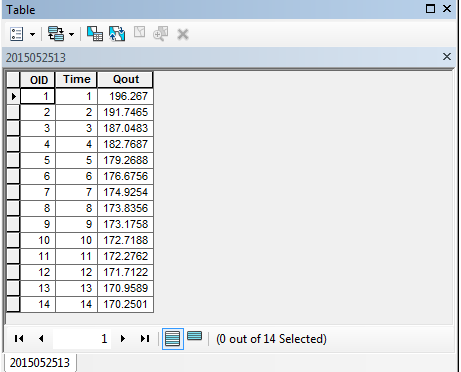 Table
2015052513
OID Time Qout
1 1 196.267
2 2 191.7465
3 3 187.0483
4 4 182.7687
5 5 179.2688
6 6 176.6756
7 7 174.9254
8 8 173.8356
9 9 173.1758
10 10 172.7188
11 11 172.2762
12 12 171.7122
13 13 170.9589
14 14 170.2501
1 (0 out of 14 Selected)
2015052513